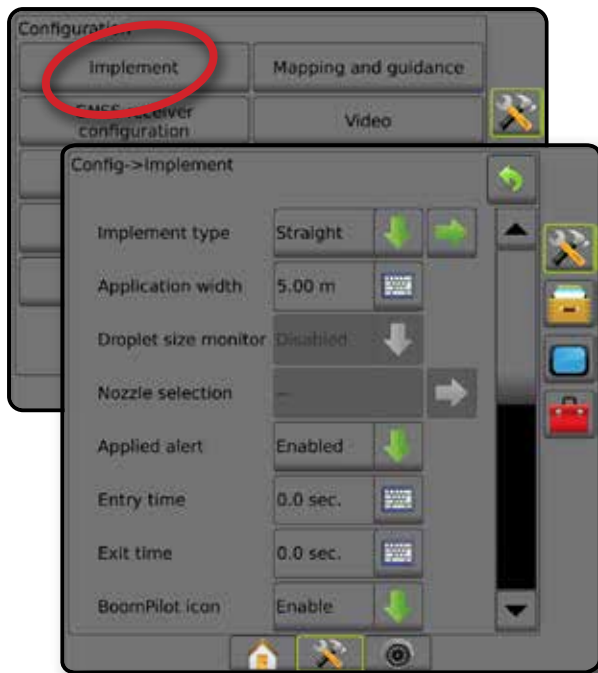 Configuration
Implement
Mapping and guidance
GNSS receiver
configuration
Video
Config->Implement
Implement type
Straight
Application width
5.00 m
Droplet size monitor
Disabled
Nozzle selection
--
Applied alert
Enabled
Entry time
0.0 sec.
Exit time
0.0 sec.
BoomPilot icon
Enable